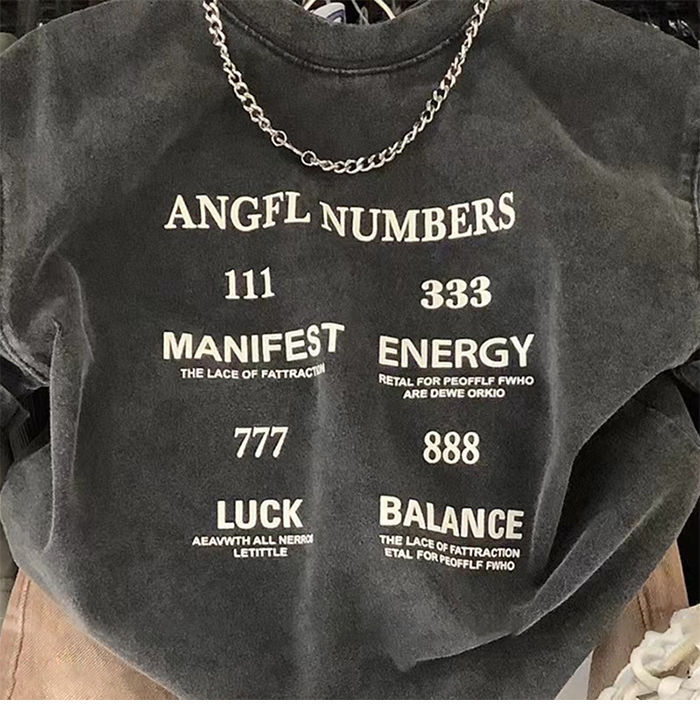 ANGFL NUMBERS
111
333
MANIFEST
THE LACE OF FATTRACTION
ENERGY
RETAL FOR PEOFFLF FWHO
ARE DEWE ORKIO
777
888
LUCK
AEAVWTH ALL NERROI
LETITTLE
BALANCE
THE LACE OF FATTRACTION
ETAL FOR PEOFFLF FWHO